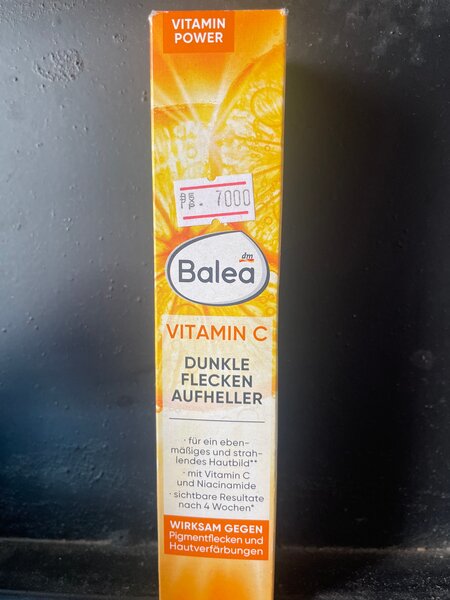 VITAMIN
POWER
. 7000
dm
Balea
VITAMIN C
DUNKLE
FLECKEN
AUFHELLER
· für ein eben-
mäßiges und strah-
lendes Hautbild**
· mit Vitamin C
und Niacinamide
· sichtbare Resultate
nach 4 Wochen*
WIRKSAM GEGEN
Pigmentflecken und
Hautverfärbungen